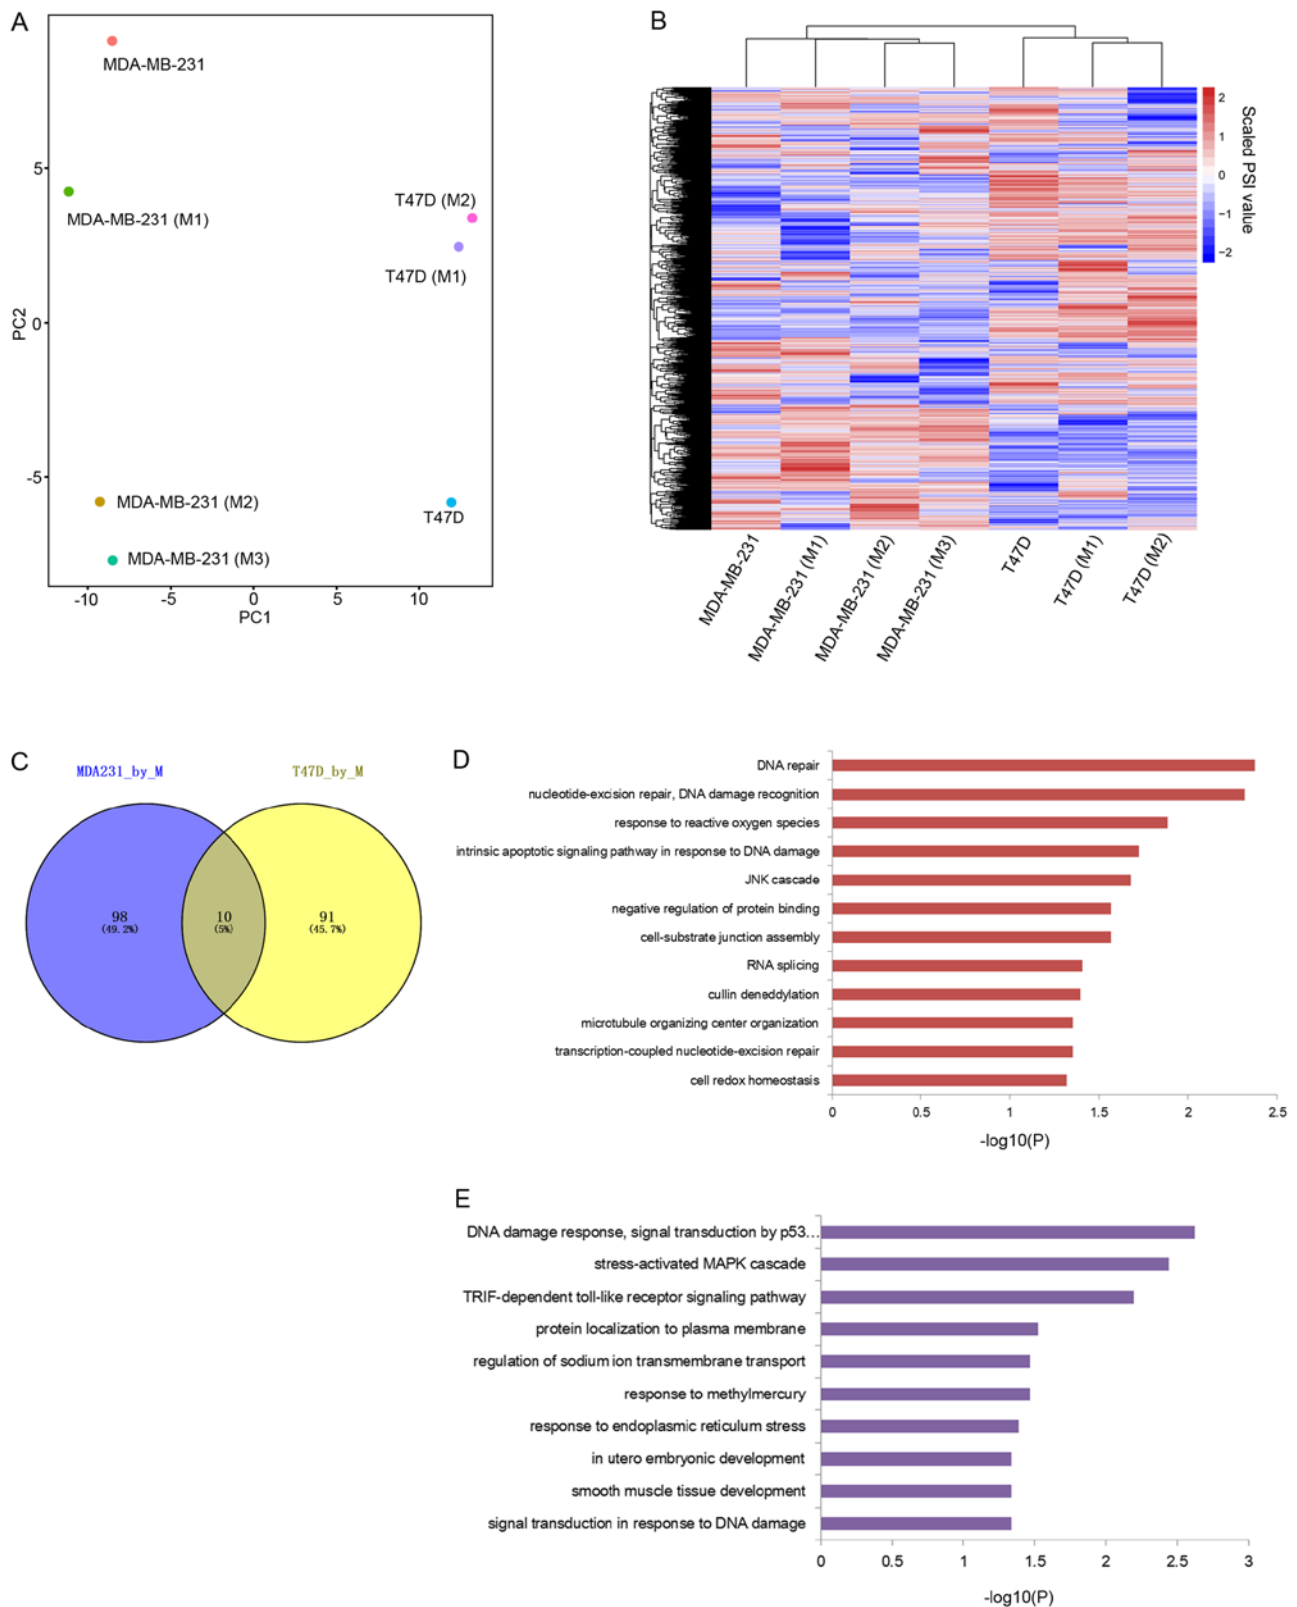 A
MDA-MB-231
5
MDA-MB-231 (M1)
T47D (M2)
T47D (M1)
PC2
0
-5
MDA-MB-231 (M2)
T47D
MDA-MB-231 (M3)
-10
-5
0
5
10
PC1
B
2
1
0
-1
-2
Scaled PSI value
MDA-MB-231
MDA-MB-231 (M1)
MDA-MB-231 (M2)
MDA-MB-231 (M3)
T47D
T47D (M1)
T47D (M2)
C
MDA231_by_M
T47D_by_M
98
(49.2%)
10
(5%)
91
(45.7%)
D
DNA repair
nucleotide-excision repair, DNA damage recognition
response to reactive oxygen species
intrinsic apoptotic signaling pathway in response to DNA damage
JNK cascade
negative regulation of protein binding
cell-substrate junction assembly
RNA splicing
cullin deneddylation
microtubule organizing center organization
transcription-coupled nucleotide-excision repair
cell redox homeostasis
0
0.5
1
1.5
2
2.5
-log10(P)
E
DNA damage response, signal transduction by p53...
stress-activated MAPK cascade
TRIF-dependent toll-like receptor signaling pathway
protein localization to plasma membrane
regulation of sodium ion transmembrane transport
response to methylmercury
response to endoplasmic reticulum stress
in utero embryonic development
smooth muscle tissue development
signal transduction in response to DNA damage
0
0.5
1
1.5
2
2.5
3
-log10(P)